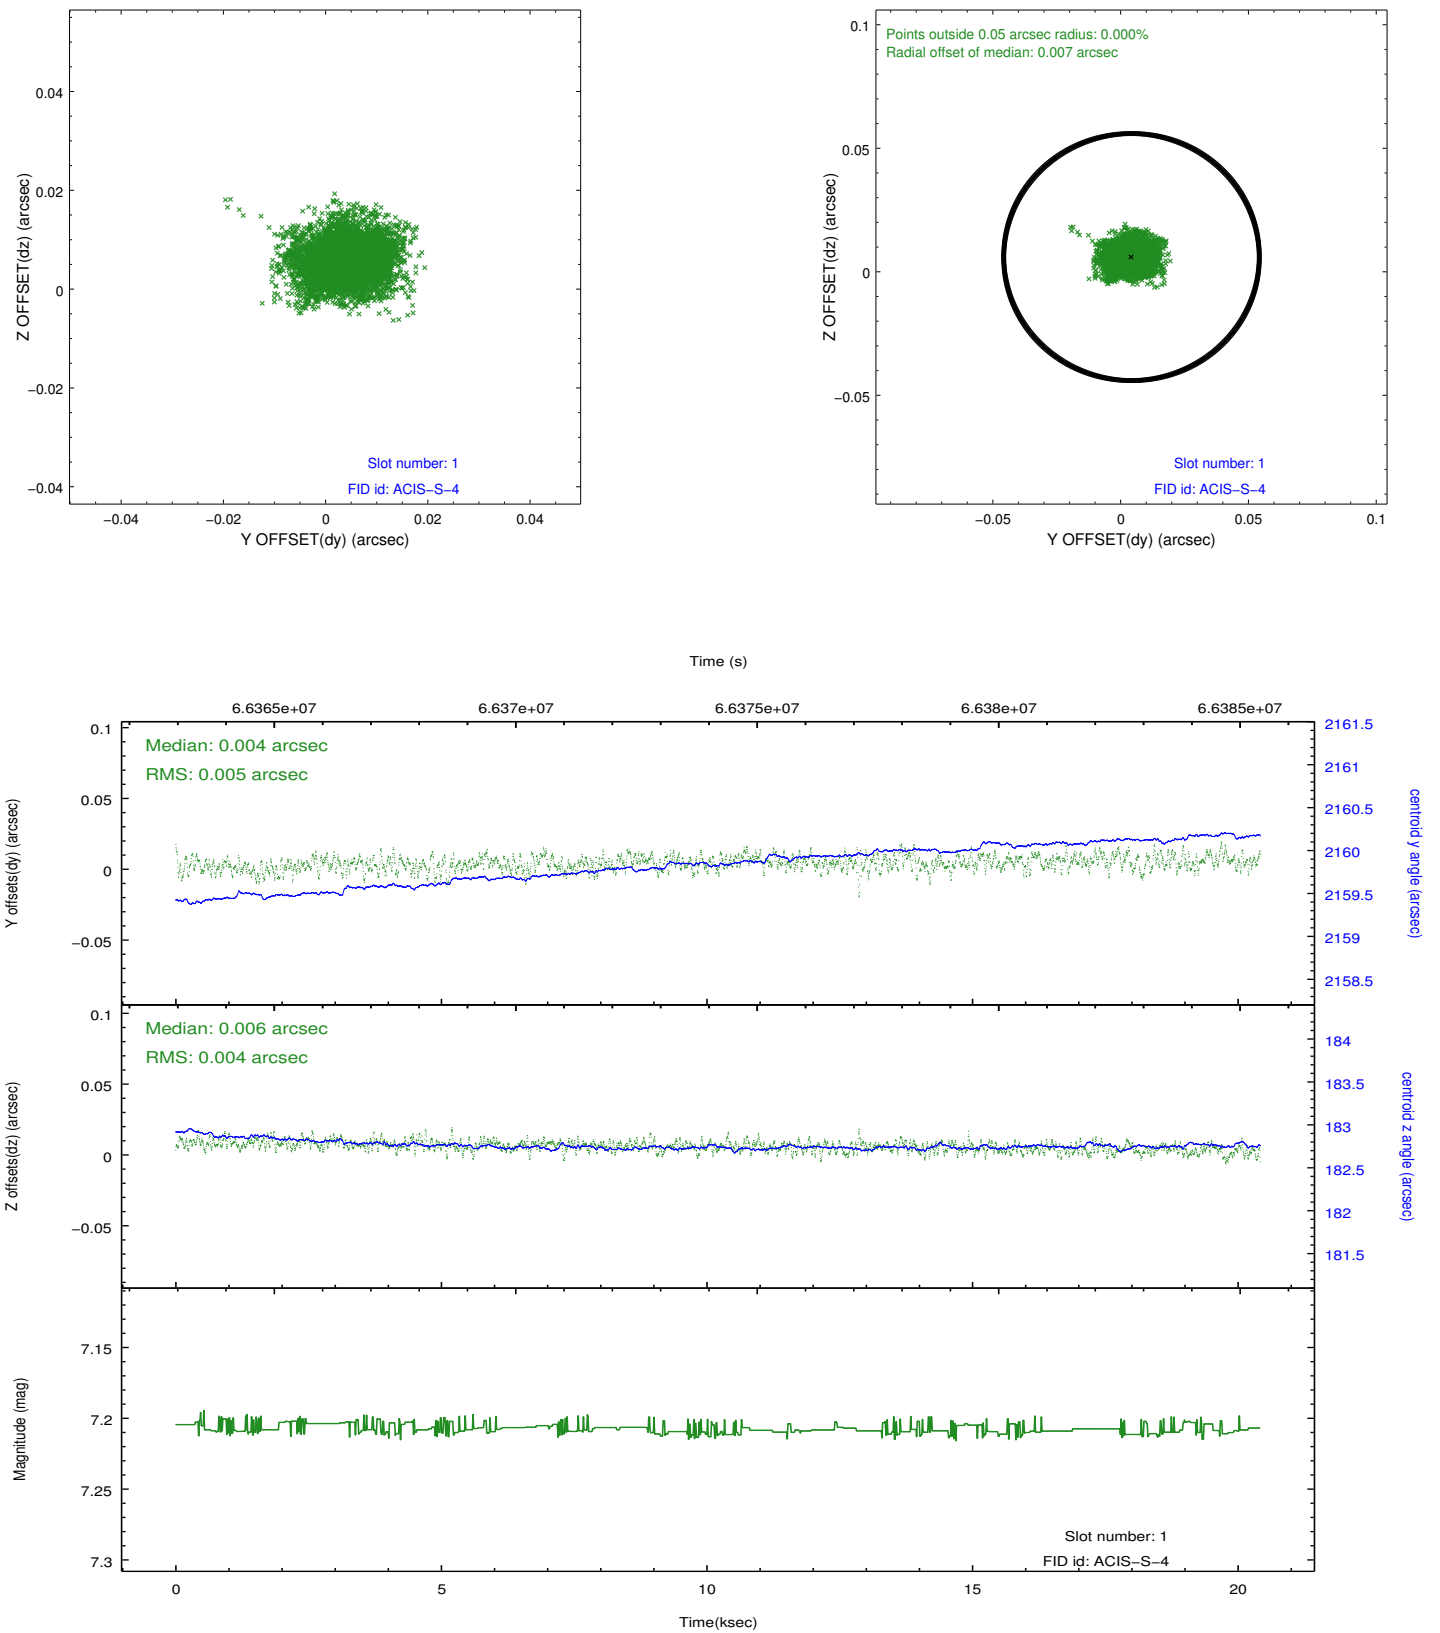 0.04
0.02
0
−0.02
−0.04
Z OFFSET(dz) (arcsec)
Slot number: 1
FID id: ACIS−S−4
−0.04
−0.02
0
0.02
0.04
Y OFFSET(dy) (arcsec)
Points outside 0.05 arcsec radius: 0.000%
Radial offset of median: 0.007 arcsec
0.1
0.05
0
−0.05
Z OFFSET(dz) (arcsec)
Slot number: 1
FID id: ACIS−S−4
−0.05
0
0.05
0.1
Y OFFSET(dy) (arcsec)
Time (s)
6.6365e+07
6.637e+07
6.6375e+07
6.638e+07
6.6385e+07
Median: 0.004 arcsec
RMS: 0.005 arcsec
0.1
0.05
0
−0.05
Y offsets(dy) (arcsec)
2161.5
2161
2160.5
2160
2159.5
2159
2158.5
centroid y angle (arcsec)
Median: 0.006 arcsec
RMS: 0.004 arcsec
0.1
0.05
0
−0.05
Z offsets(dz) (arcsec)
184
183.5
183
182.5
182
181.5
centroid z angle (arcsec)
7.15
7.2
7.25
7.3
Magnitude (mag)
Slot number: 1
FID id: ACIS−S−4
0
5
10
15
20
Time(ksec)